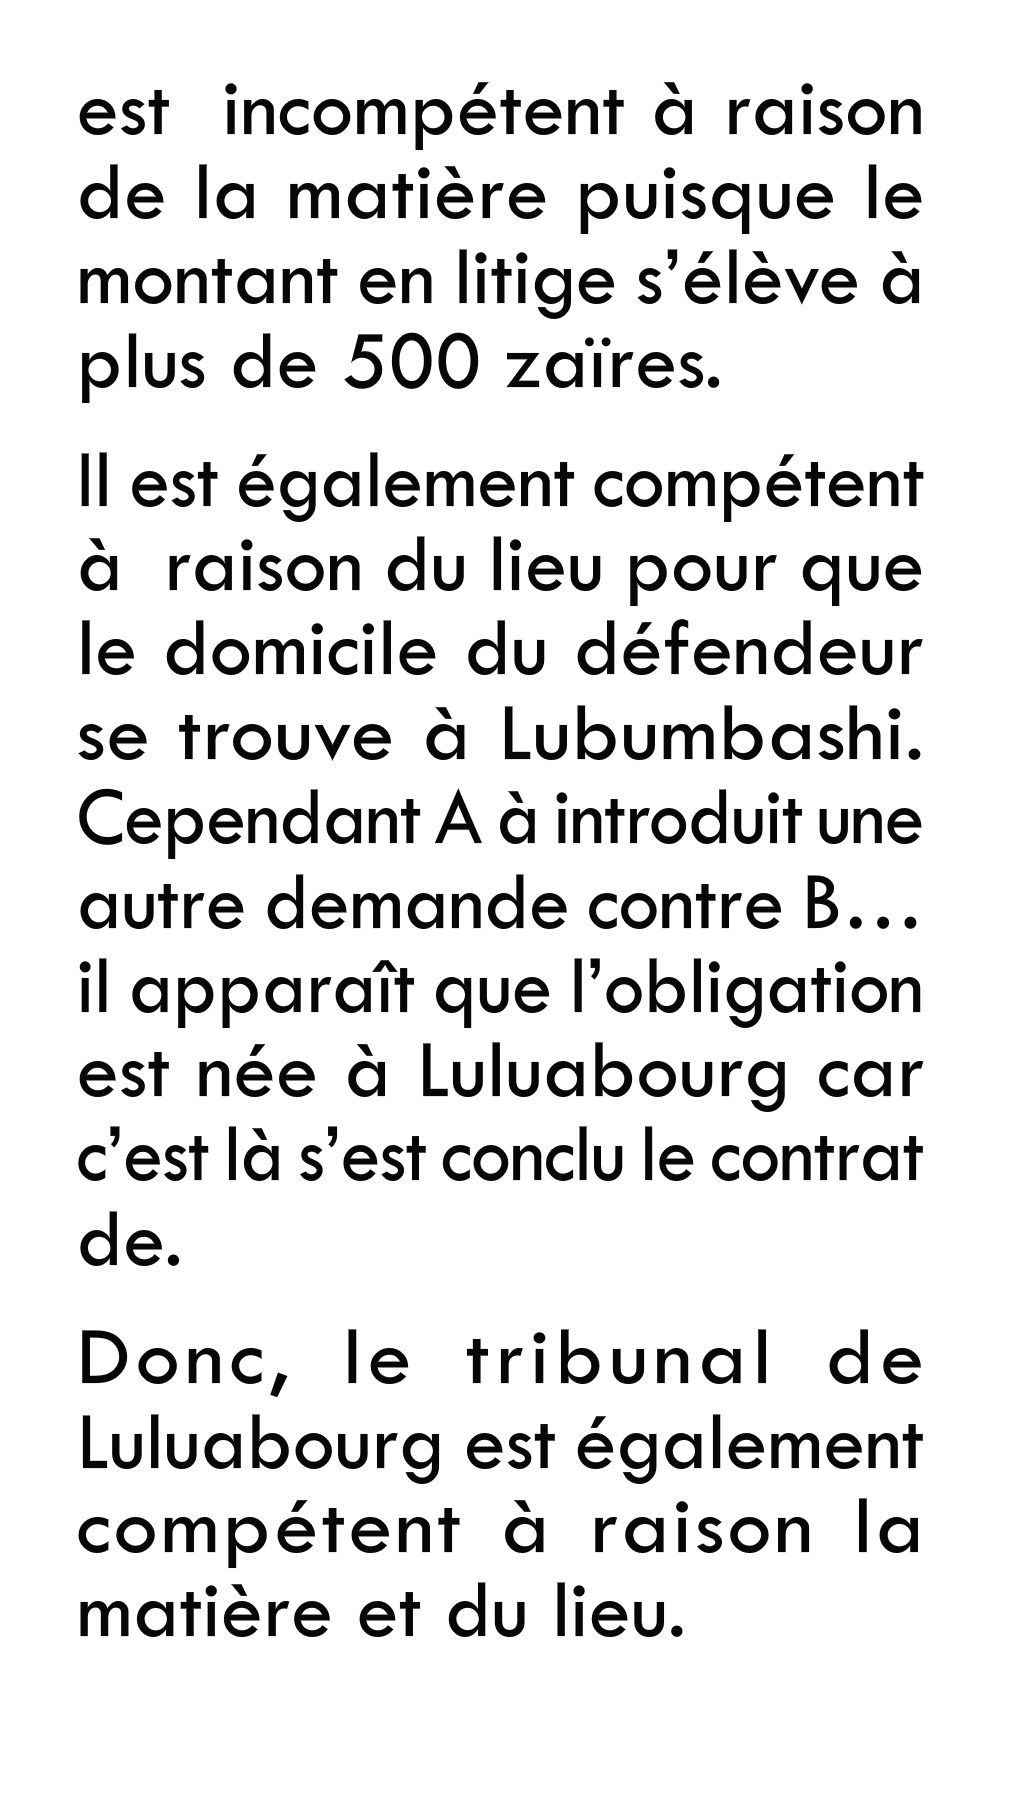 est incompétent à raison
de la matière puisque le
montant en litige s’élève à
plus de 500 zaïres.
Il est également compétent
à raison du lieu pour que
le domicile du défendeur
se trouve à Lubumbashi.
Cependant A à introduit une
autre demande contre B…
il apparaît que l’obligation
est née à Luluabourg car
c’est là s’est conclu le contrat
de.
Donc, le tribunal de
Luluabourg est également
compétent à raison la
matière et du lieu.